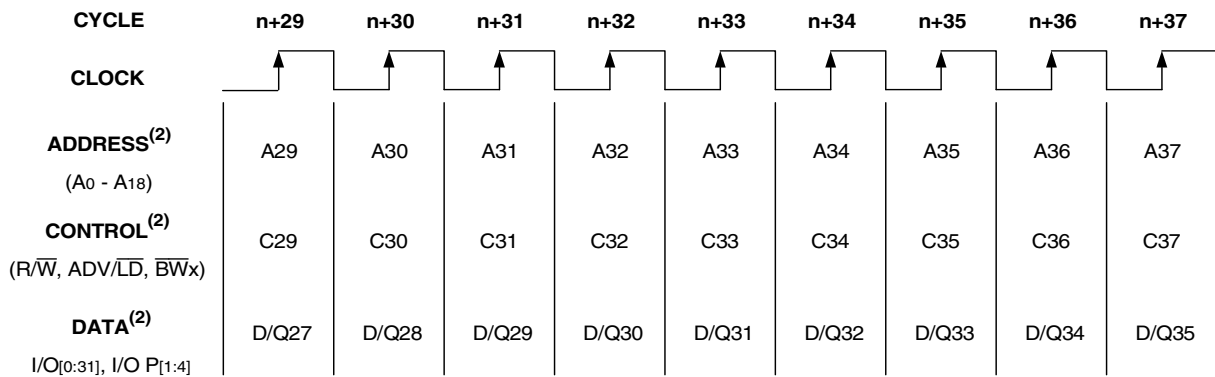 CYCLE n+29 n+30 n+31 n+32 n+33 n+34 n+35 n+36 n+37
CLOCK
ADDRESS(2) A29 A30 A31 A32 A33 A34 A35 A36 A37
(A0 - A18)
CONTROL(2) C29 C30 C31 C32 C33 C34 C35 C36 C37
(R/W̅, ADV/L̅D̅, B̅W̅x)
DATA(2) D/Q27 D/Q28 D/Q29 D/Q30 D/Q31 D/Q32 D/Q33 D/Q34 D/Q35
I/O[0:31], I/O P[1:4]